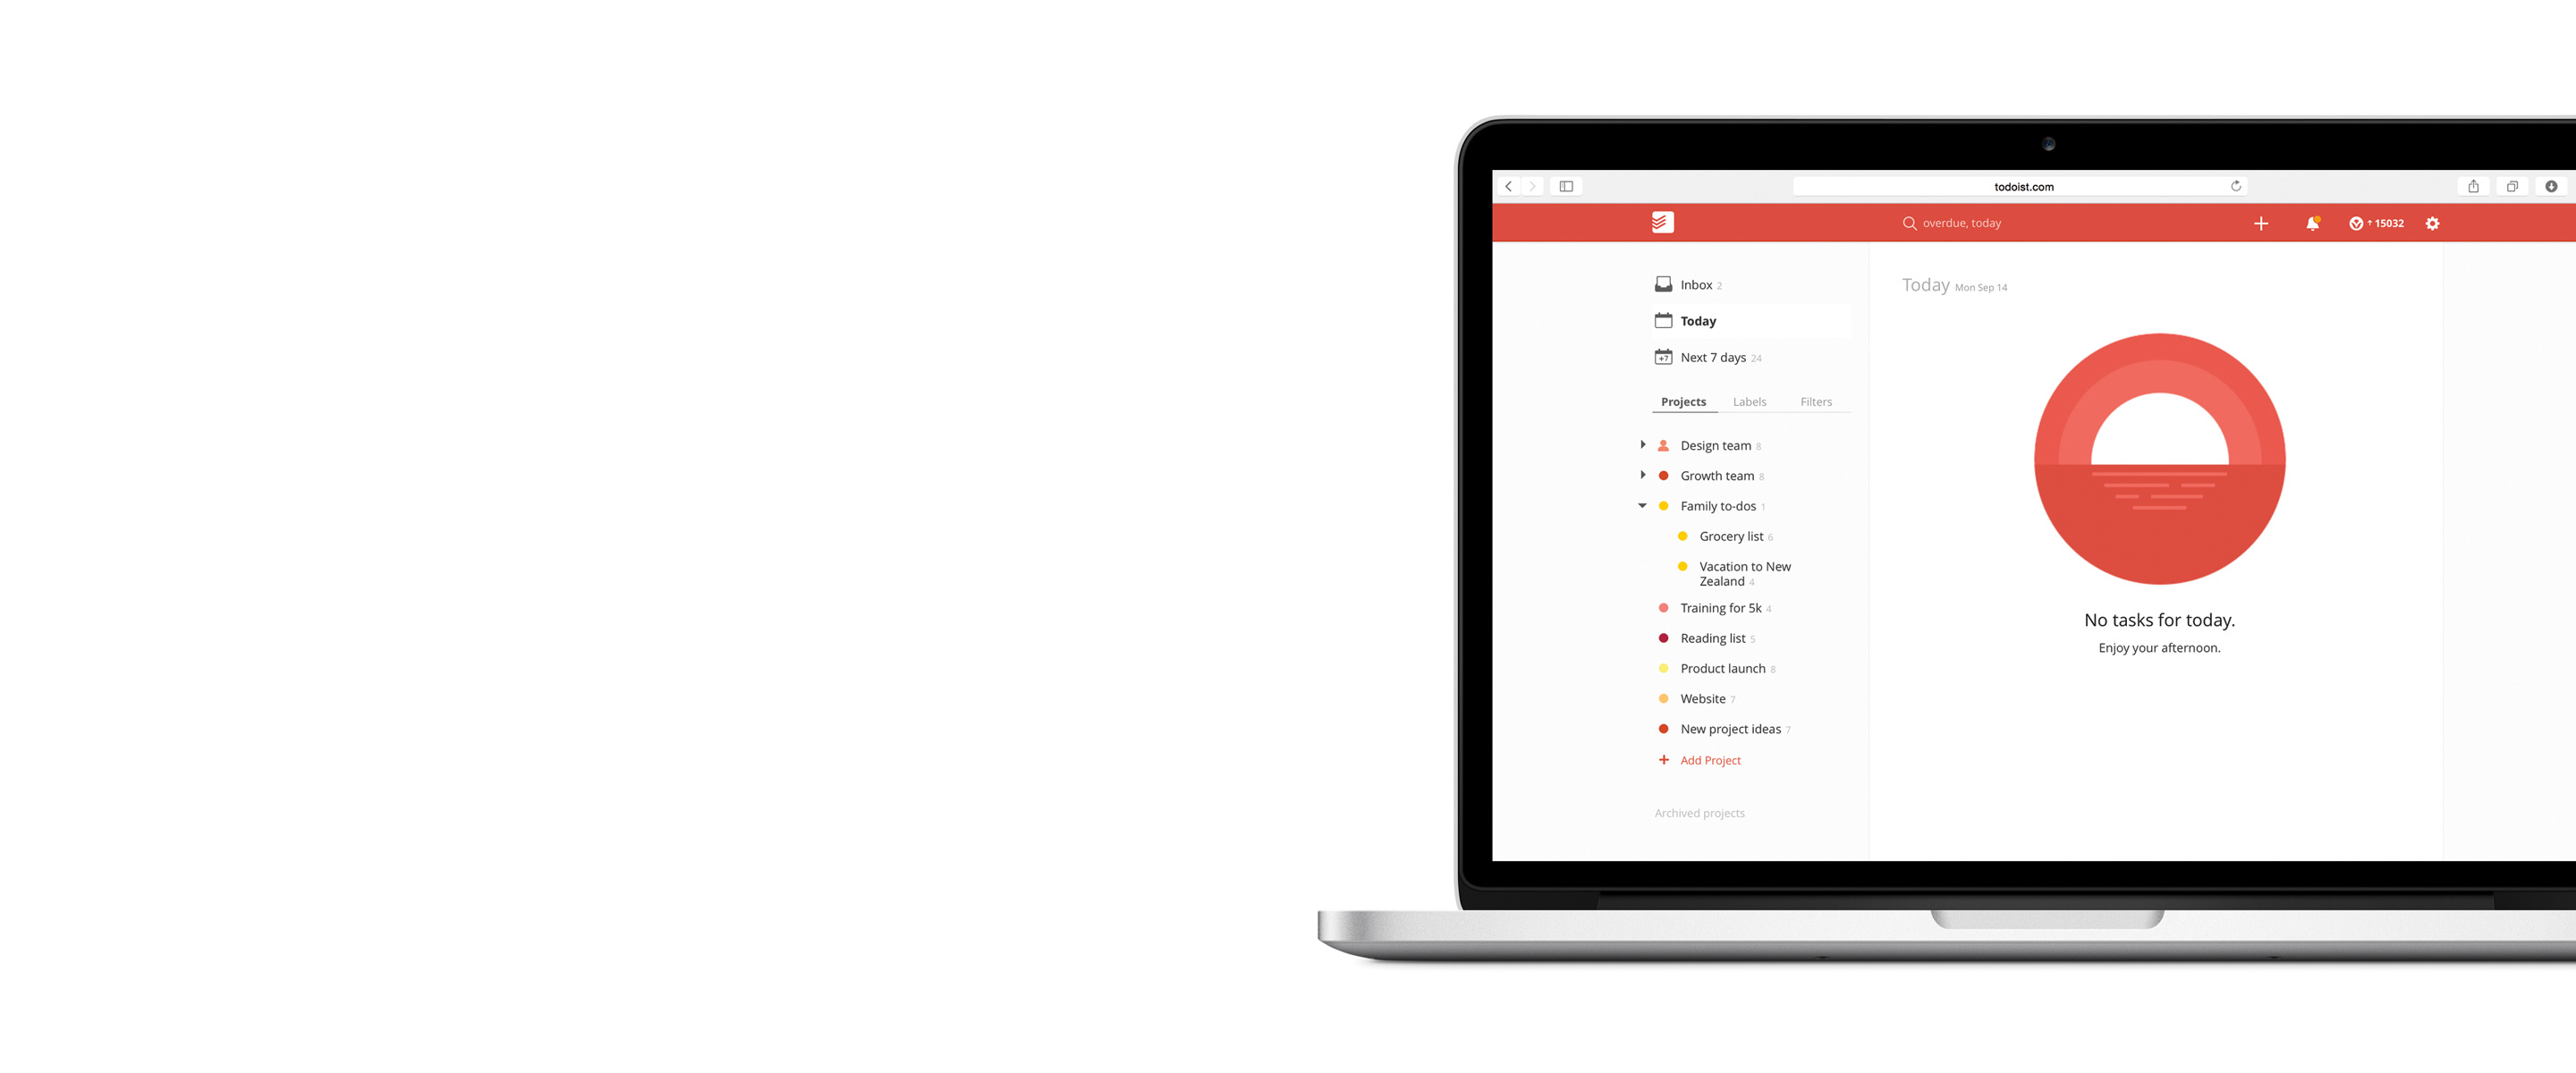 todoist.com
overdue, today
15032
Inbox 2
Today
Next 7 days 24
Projects Labels Filters
Design team 8
Growth team 8
Family to-dos 1
Grocery list 6
Vacation to New
Zealand 4
Training for 5k 4
Reading list 5
Product launch 8
Website 7
New project ideas 7
+ Add Project
Archived projects
Today Mon Sep 14
No tasks for today.
Enjoy your afternoon.